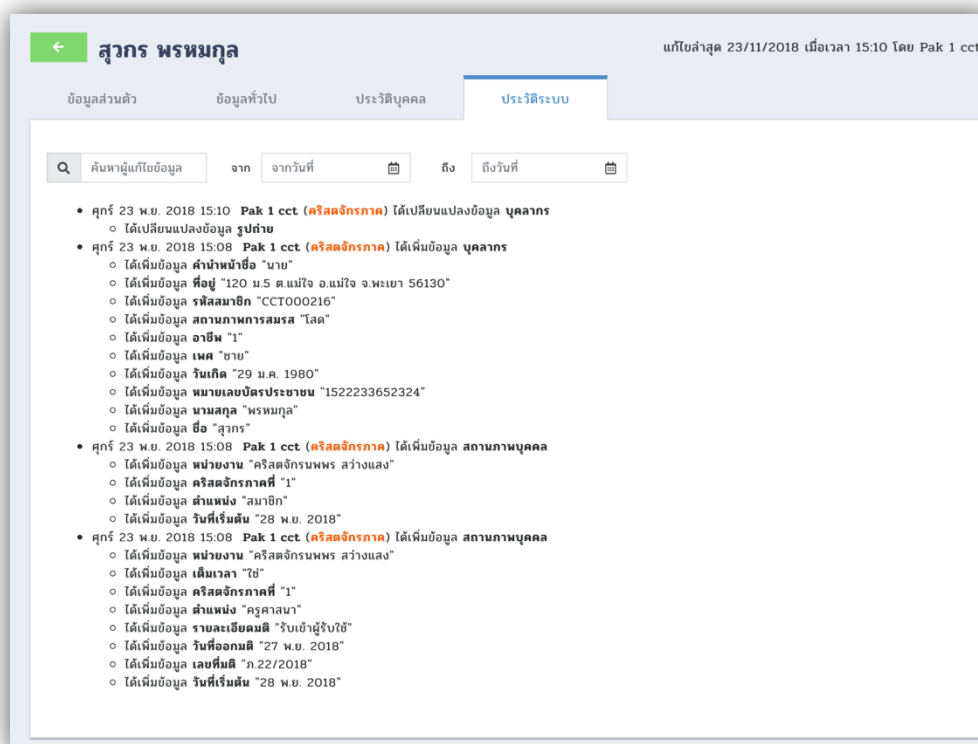 สุวกร พรหมกุล
แก้ไขล่าสุด 23/11/2018 เมื่อเวลา 15:10 โดย Pak 1 cct
ข้อมูลส่วนตัว ข้อมูลทั่วไป ประวัติบุคคล ประวัติระบบ
ค้นหาผู้แก้ไขข้อมูล จาก จากวันที่ ถึง ถึงวันที่
• ศุกร์ 23 พ.ย. 2018 15:10 Pak 1 cct (คริสตจักรภาค) ได้เปลี่ยนแปลงข้อมูล บุคลากร
○ ได้เปลี่ยนแปลงข้อมูล รูปถ่าย
• ศุกร์ 23 พ.ย. 2018 15:08 Pak 1 cct (คริสตจักรภาค) ได้เพิ่มข้อมูล บุคลากร
○ ได้เพิ่มข้อมูล คำนำหน้าชื่อ "นาย"
○ ได้เพิ่มข้อมูล ที่อยู่ "120 ม.5 ต.แม่ใจ อ.แม่ใจ จ.พะเยา 56130"
○ ได้เพิ่มข้อมูล รหัสสมาชิก "CCT000216"
○ ได้เพิ่มข้อมูล สถานภาพการสมรส "โสด"
○ ได้เพิ่มข้อมูล อาชีพ "1"
○ ได้เพิ่มข้อมูล เพศ "ชาย"
○ ได้เพิ่มข้อมูล วันเกิด "29 ม.ค. 1980"
○ ได้เพิ่มข้อมูล หมายเลขบัตรประชาชน "1522233652324"
○ ได้เพิ่มข้อมูล นามสกุล "พรหมกุล"
○ ได้เพิ่มข้อมูล ชื่อ "สุวกร"
• ศุกร์ 23 พ.ย. 2018 15:08 Pak 1 cct (คริสตจักรภาค) ได้เพิ่มข้อมูล สถานภาพบุคคล
○ ได้เพิ่มข้อมูล หน่วยงาน "คริสตจักรนพพร สว่างแสง"
○ ได้เพิ่มข้อมูล คริสตจักรภาคที่ "1"
○ ได้เพิ่มข้อมูล ตำแหน่ง "สมาชิก"
○ ได้เพิ่มข้อมูล วันที่เริ่มต้น "28 พ.ย. 2018"
• ศุกร์ 23 พ.ย. 2018 15:08 Pak 1 cct (คริสตจักรภาค) ได้เพิ่มข้อมูล สถานภาพบุคคล
○ ได้เพิ่มข้อมูล หน่วยงาน "คริสตจักรนพพร สว่างแสง"
○ ได้เพิ่มข้อมูล เต็มเวลา "ใช่"
○ ได้เพิ่มข้อมูล คริสตจักรภาคที่ "1"
○ ได้เพิ่มข้อมูล ตำแหน่ง "ครูศาสนา"
○ ได้เพิ่มข้อมูล รายละเอียดมติ "รับเข้าผู้รับใช้"
○ ได้เพิ่มข้อมูล วันที่ออกมติ "27 พ.ย. 2018"
○ ได้เพิ่มข้อมูล เลขที่มติ "ภ.22/2018"
○ ได้เพิ่มข้อมูล วันที่เริ่มต้น "28 พ.ย. 2018"